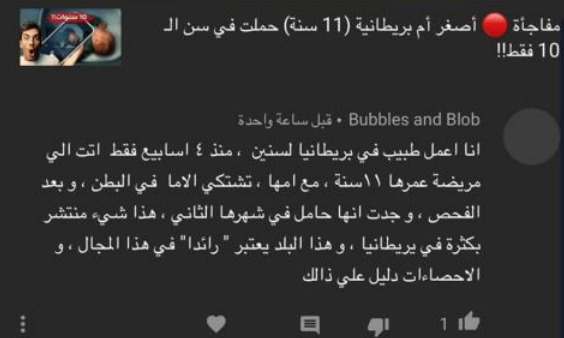 مفاجأة 🔴 أصغر أم بريطانية (11 سنة) حملت في سن الـ
10 فقط!!
10 سنوات!!
Bubbles and Blob • قبل ساعة واحدة
انا اعمل طبيب في بريطانيا لسنين ، منذ ٤ اسابيع فقط اتت الي
مريضة عمرها ١١سنة ، مع امها ، تشتكي الاما في البطن ، و بعد
الفحص ، و جدت انها حامل في شهرها الثاني ، هذا شيء منتشر
بكثرة في بريطانيا ، و هذا البلد يعتبر " رائدا" في هذا المجال ، و
الاحصاءات دليل علي ذالك
1